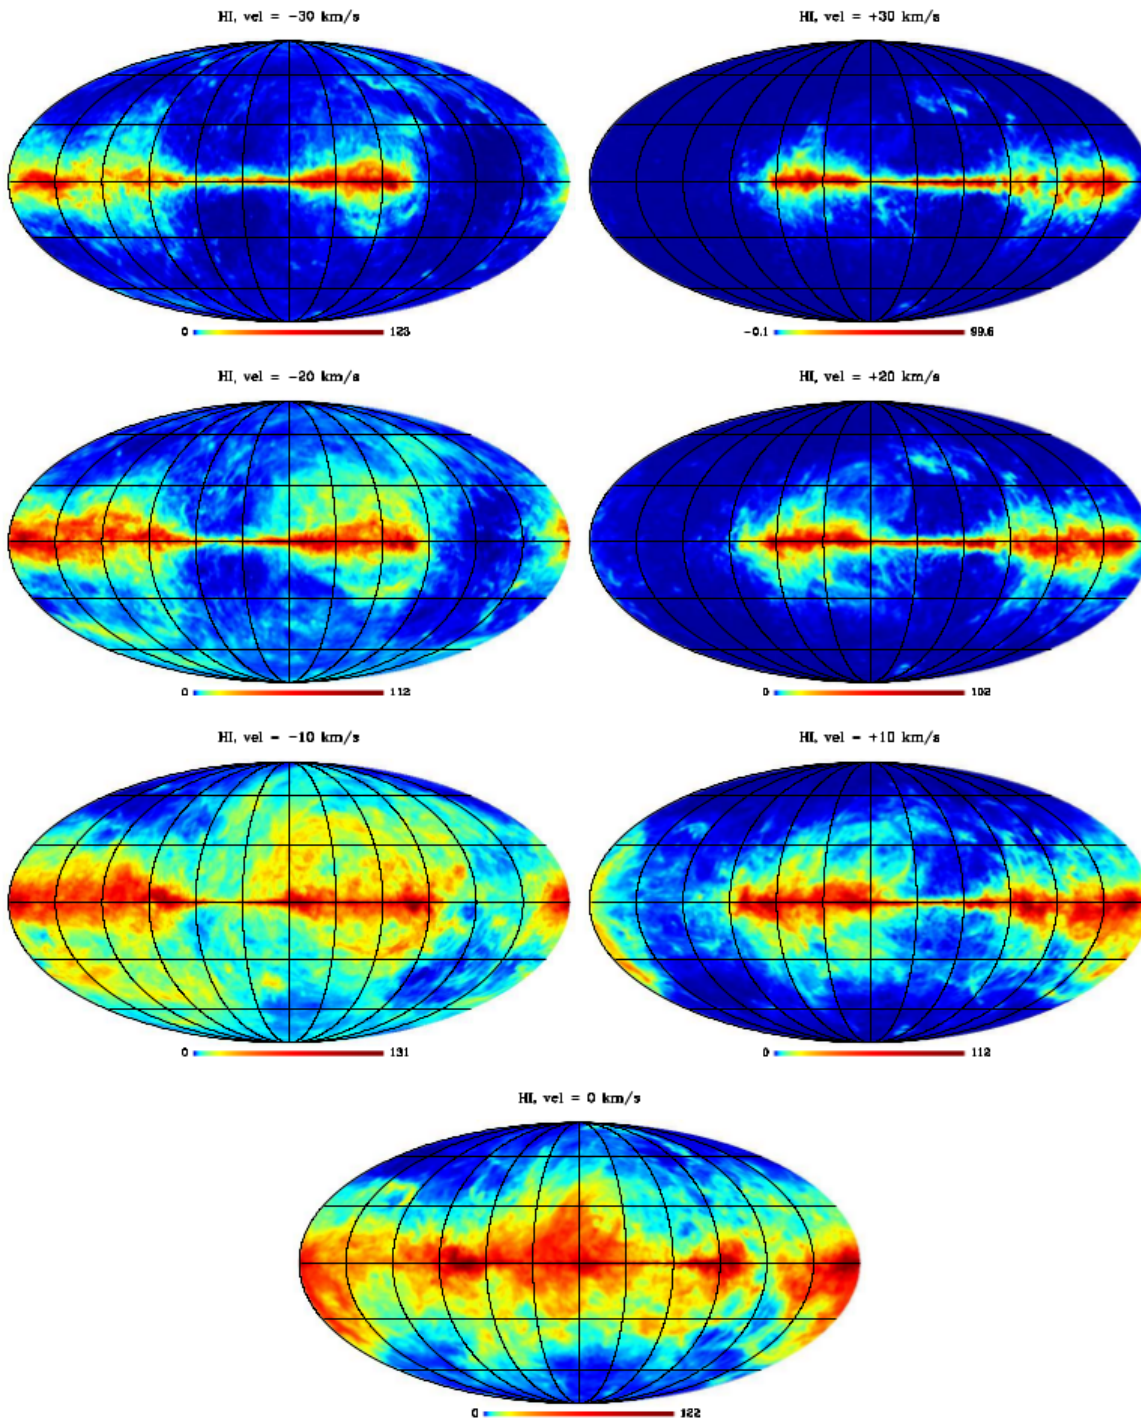 HI, vel = -30 km/s
HI, vel = +30 km/s
0 123
-0.1 99.6
HI, vel = -20 km/s
HI, vel = +20 km/s
0 112
0 102
HI, vel = -10 km/s
HI, vel = +10 km/s
0 131
0 112
HI, vel = 0 km/s
0 122